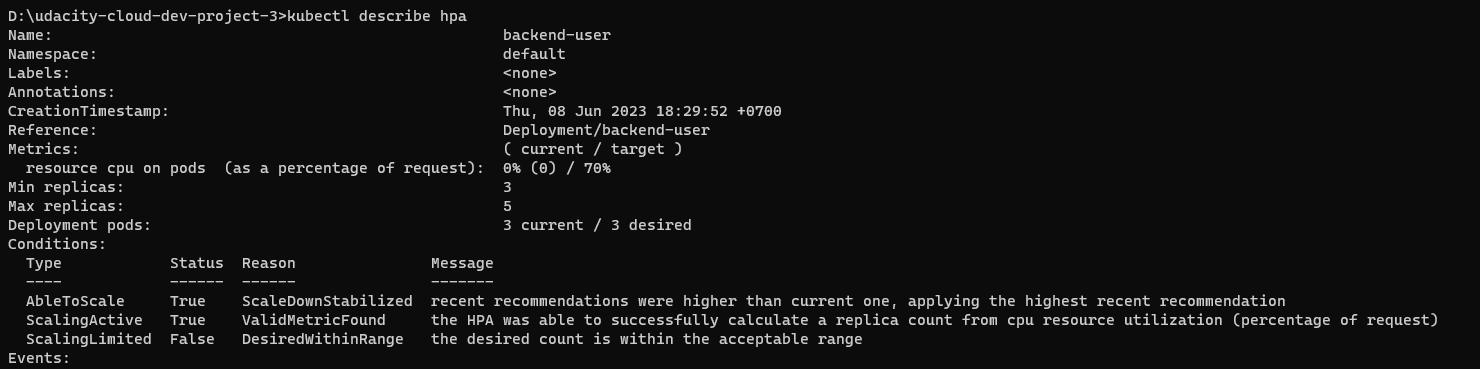 D:\udacity-cloud-dev-project-3>kubectl describe hpa
Name:                                                  backend-user
Namespace:                                             default
Labels:                                                <none>
Annotations:                                           <none>
CreationTimestamp:                                     Thu, 08 Jun 2023 18:29:52 +0700
Reference:                                             Deployment/backend-user
Metrics:                                               ( current / target )
  resource cpu on pods  (as a percentage of request):  0% (0) / 70%
Min replicas:                                          3
Max replicas:                                          5
Deployment pods:                                       3 current / 3 desired
Conditions:
  Type            Status  Reason               Message
  ----            ------  ------               -------
  AbleToScale     True    ScaleDownStabilized  recent recommendations were higher than current one, applying the highest recent recommendation
  ScalingActive   True    ValidMetricFound     the HPA was able to successfully calculate a replica count from cpu resource utilization (percentage of request)
  ScalingLimited  False   DesiredWithinRange   the desired count is within the acceptable range
Events: